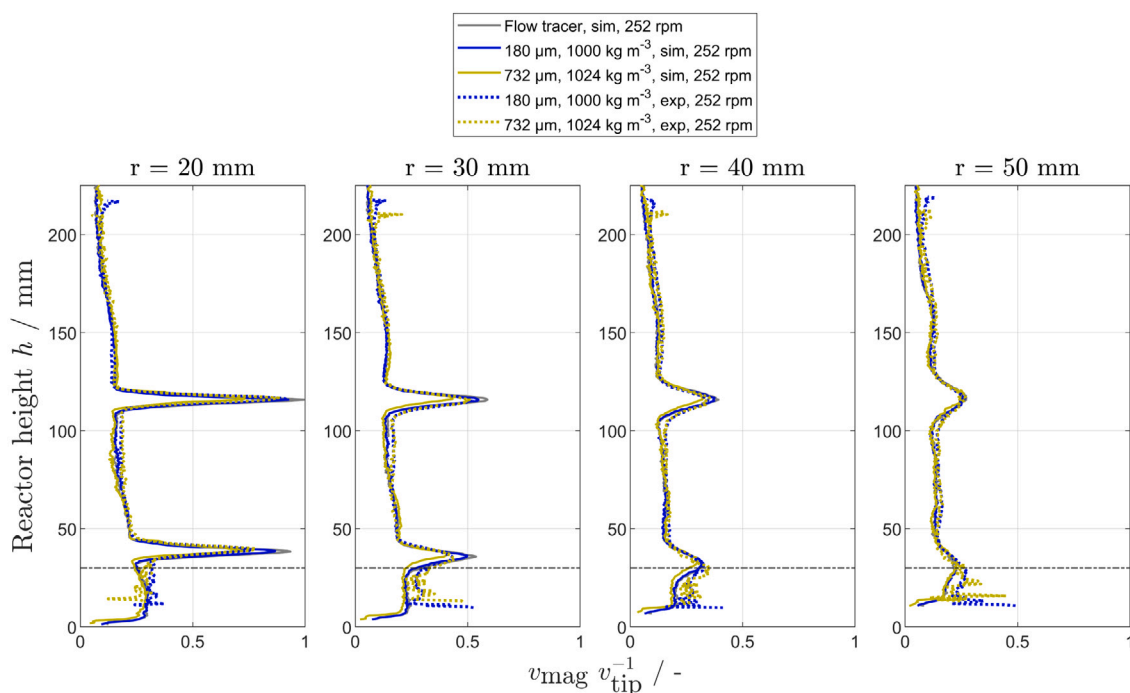 Flow tracer, sim, 252 rpm
180 µm, 1000 kg m-3, sim, 252 rpm
732 µm, 1024 kg m-3, sim, 252 rpm
180 µm, 1000 kg m-3, exp, 252 rpm
732 µm, 1024 kg m-3, exp, 252 rpm
r = 20 mm r = 30 mm r = 40 mm r = 50 mm
Reactor height h / mm
200 200 200 200
150 150 150 150
100 100 100 100
50 50 50 50
0 0 0 0
0 0.5 1 0 0.5 1 0 0.5 1 0 0.5 1
vmag vtip-1 / -